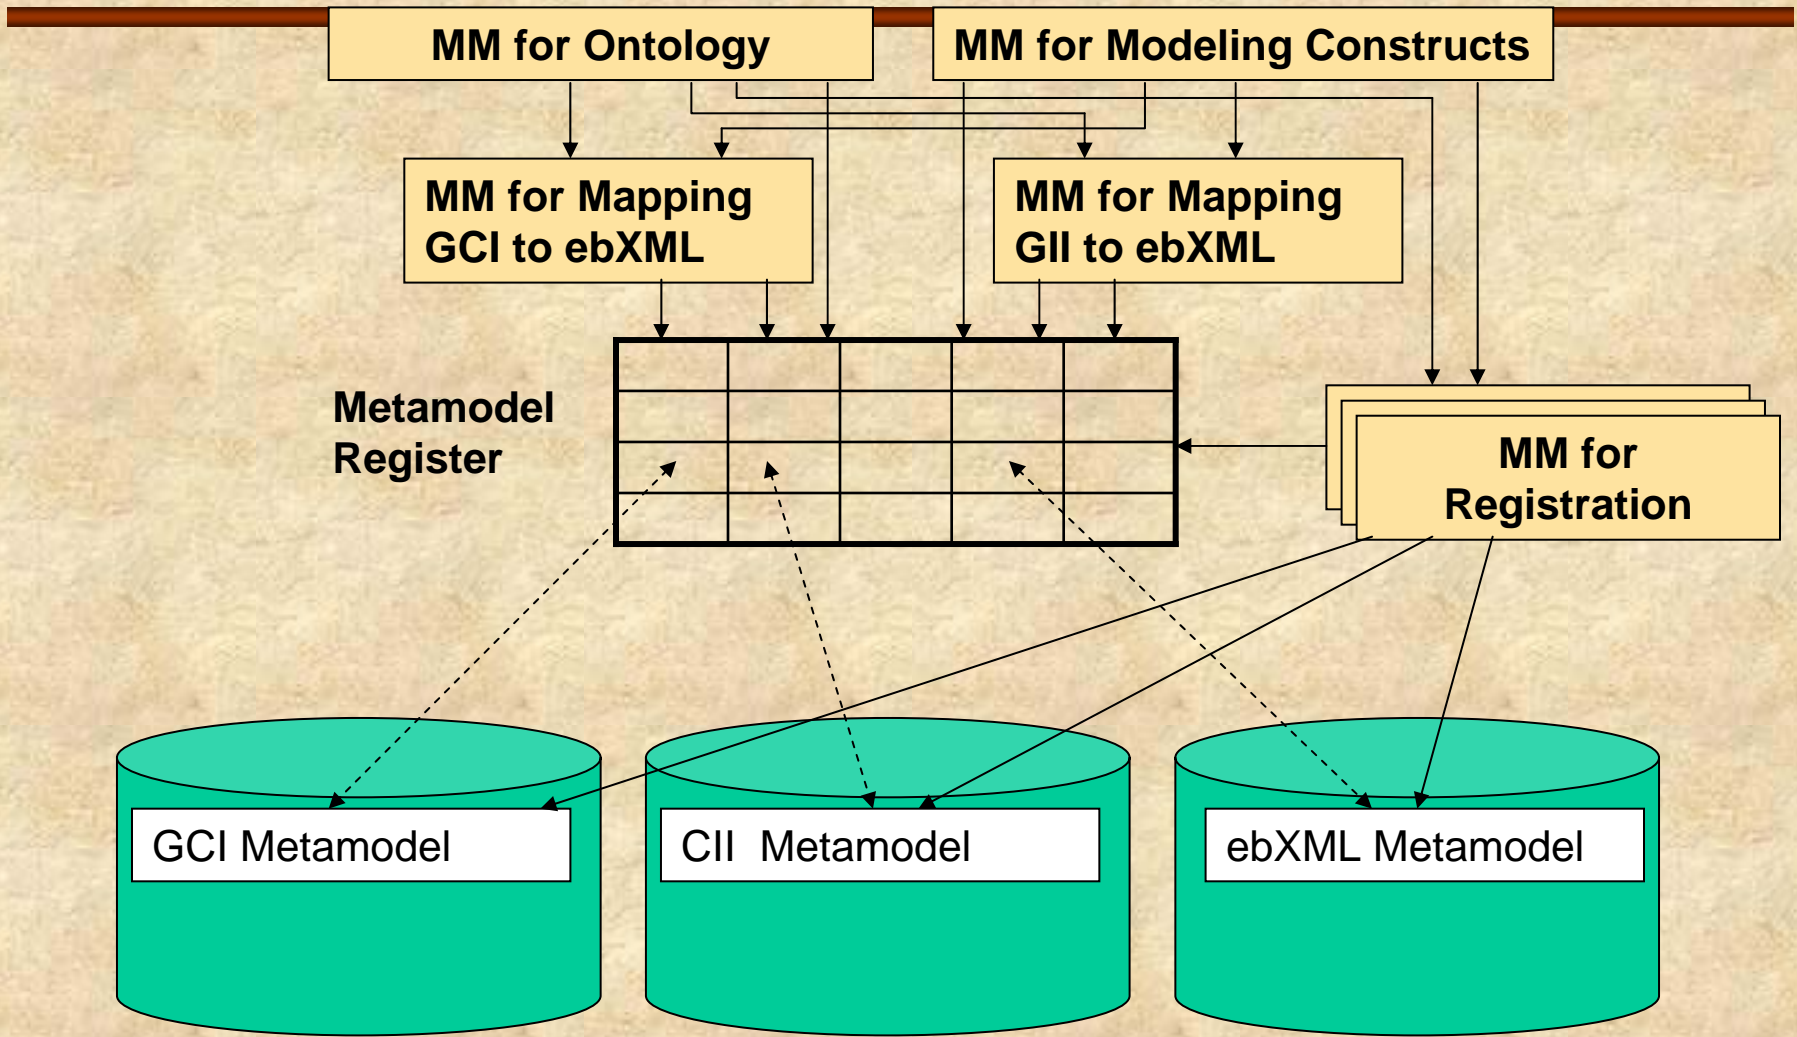 MM for Ontology
MM for Modeling Constructs
MM for Mapping
GCI to ebXML
MM for Mapping
GII to ebXML
Metamodel
Register
MM for
Registration
GCI Metamodel
CII  Metamodel
ebXML Metamodel